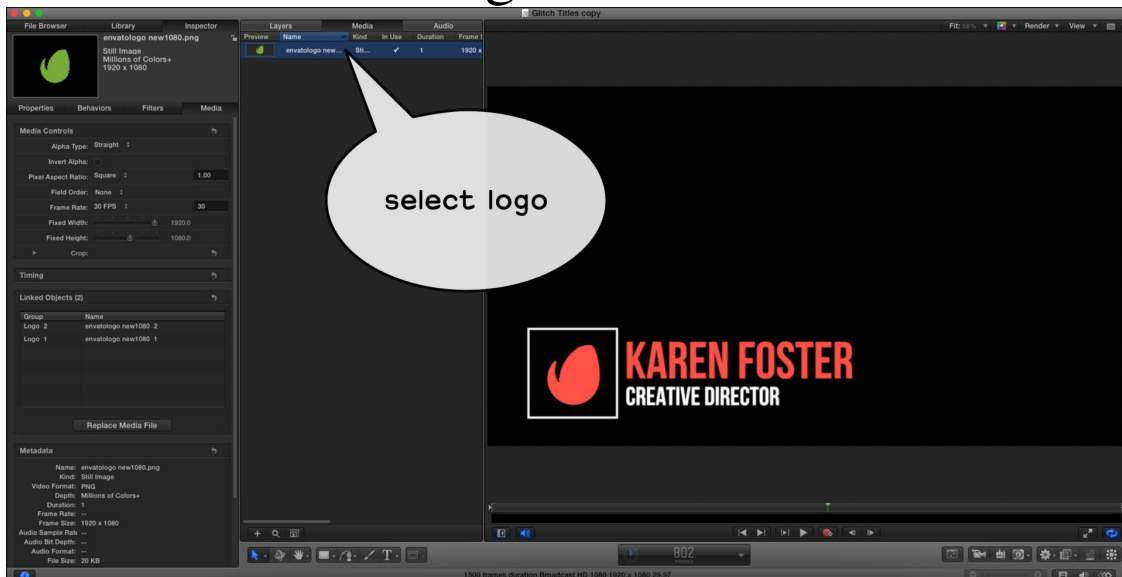 Glitch Titles copy
File Browser Library Inspector
envatologo new1080.png
Still Image
Millions of Colors+
1920 x 1080
Properties Behaviors Filters Media
Media Controls
Alpha Type: Straight
Invert Alpha:
Pixel Aspect Ratio: Square 1.00
Field Order: None
Frame Rate: 30 FPS 30
Fixed Width: 1920.0
Fixed Height: 1080.0
Crop:
Timing
Linked Objects (2)
Group Name
Logo 2 envatologo new1080 2
Logo 1 envatologo new1080 1
Replace Media File
Metadata
Name: envatologo new1080.png
Kind: Still Image
Video Format: PNG
Depth: Millions of Colors+
Duration: 1
Frame Rate: --
Frame Size: 1920 x 1080
Audio Sample Rate --
Audio Bit Depth: --
Audio Format: --
File Size: 20 KB
Layers Media Audio
Preview Name Kind In Use Duration Frame
envatologo new... Sti... ✔ 1 1920 x
select logo
Fit: Render View
KAREN FOSTER
CREATIVE DIRECTOR
802
FRAMES
1500 frames duration Broadcast HD 1080 1920 x 1080 29.97